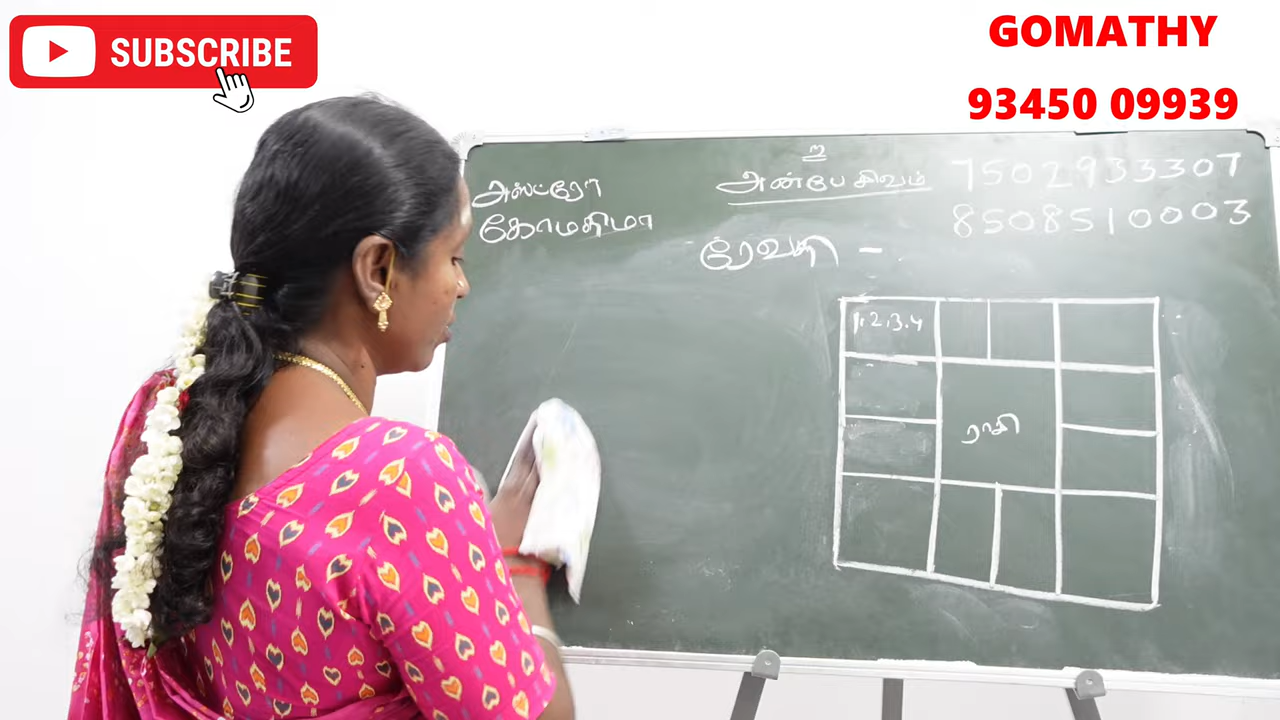 SUBSCRIBE
GOMATHY
93450 09939
உ
அன்பே சிவம்
7502933307
8508510003
அஸ்ட்ரோ
கோமதிமா
ரேவதி -
1,2,3,4
ராசி